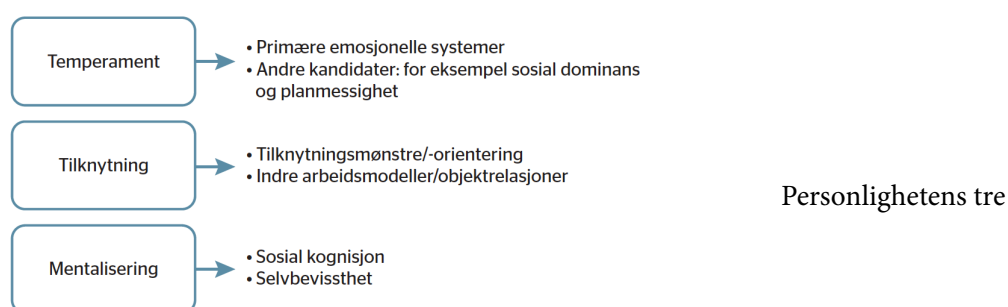 Temperament
• Primære emosjonelle systemer
• Andre kandidater: for eksempel sosial dominans
og planmessighet
Tilknytning
• Tilknytningsmønstre/-orientering
• Indre arbeidsmodeller/objektrelasjoner
Personlighetens tre
Mentalisering
• Sosial kognisjon
• Selvbevissthet